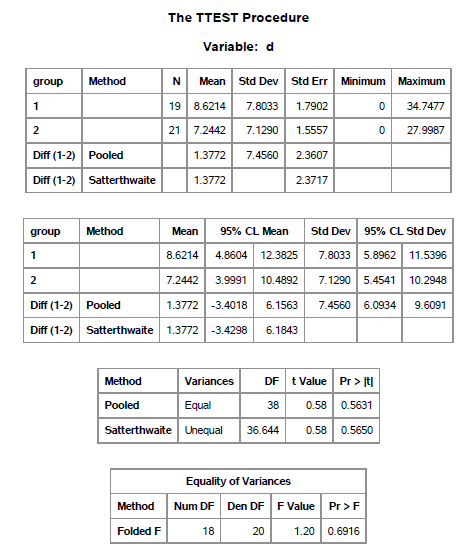 The TTEST Procedure
Variable: d
group Method N Mean Std Dev Std Err Minimum Maximum
1 19 8.6214 7.8033 1.7902 0 34.7477
2 21 7.2442 7.1290 1.5557 0 27.9987
Diff (1-2) Pooled 1.3772 7.4560 2.3607
Diff (1-2) Satterthwaite 1.3772 2.3717
group Method Mean 95% CL Mean Std Dev 95% CL Std Dev
1 8.6214 4.8604 12.3825 7.8033 5.8962 11.5396
2 7.2442 3.9991 10.4892 7.1290 5.4541 10.2948
Diff (1-2) Pooled 1.3772 -3.4018 6.1563 7.4560 6.0934 9.6091
Diff (1-2) Satterthwaite 1.3772 -3.4298 6.1843
Method Variances DF t Value Pr > |t|
Pooled Equal 38 0.58 0.5631
Satterthwaite Unequal 36.644 0.58 0.5650
Equality of Variances
Method Num DF Den DF F Value Pr > F
Folded F 18 20 1.20 0.6916